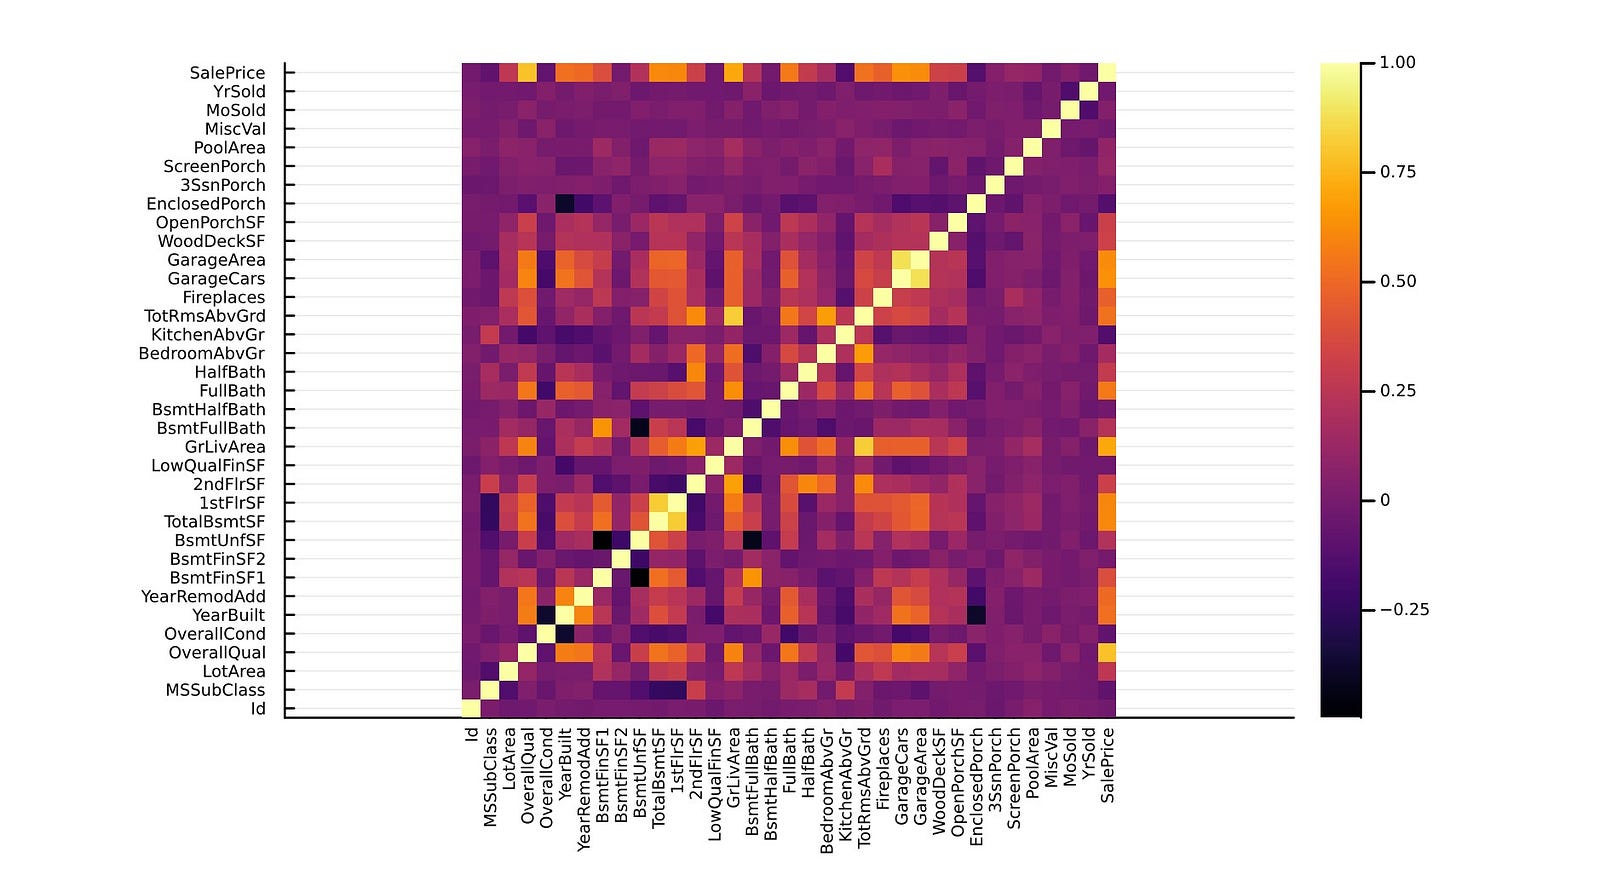 SalePrice
YrSold
MoSold
MiscVal
PoolArea
ScreenPorch
3SsnPorch
EnclosedPorch
OpenPorchSF
WoodDeckSF
GarageArea
GarageCars
Fireplaces
TotRmsAbvGrd
KitchenAbvGr
BedroomAbvGr
HalfBath
FullBath
BsmtHalfBath
BsmtFullBath
GrLivArea
LowQualFinSF
2ndFlrSF
1stFlrSF
TotalBsmtSF
BsmtUnfSF
BsmtFinSF2
BsmtFinSF1
YearRemodAdd
YearBuilt
OverallCond
OverallQual
LotArea
MSSubClass
Id
Id
MSSubClass
LotArea
OverallQual
OverallCond
YearBuilt
YearRemodAdd
BsmtFinSF1
BsmtFinSF2
BsmtUnfSF
TotalBsmtSF
1stFlrSF
2ndFlrSF
LowQualFinSF
GrLivArea
BsmtFullBath
BsmtHalfBath
FullBath
HalfBath
BedroomAbvGr
KitchenAbvGr
TotRmsAbvGrd
Fireplaces
GarageCars
GarageArea
WoodDeckSF
OpenPorchSF
EnclosedPorch
3SsnPorch
ScreenPorch
PoolArea
MiscVal
MoSold
YrSold
SalePrice
1.00
0.75
0.50
0.25
0
−0.25